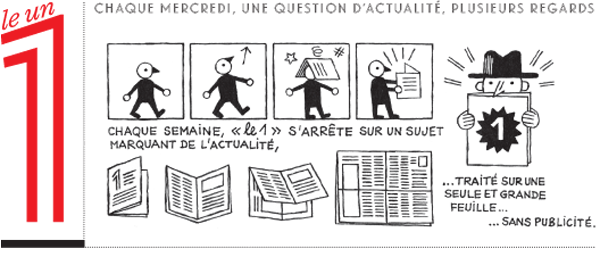 le un
1
CHAQUE MERCREDI, UNE QUESTION D'ACTUALITÉ, PLUSIEURS REGARDS
CHAQUE SEMAINE, «le 1» S'ARRÊTE SUR UN SUJET
MARQUANT DE L'ACTUALITÉ,
1
1
...TRAITÉ SUR UNE
SEULE ET GRANDE
FEUILLE...
...SANS PUBLICITÉ.